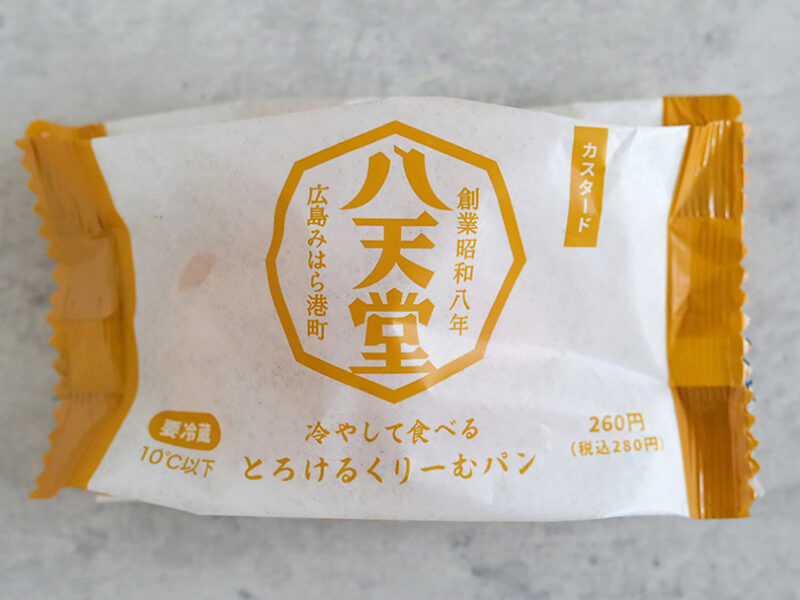 カスタード
創業昭和八年
八天堂
広島みはら港町
冷やして食べる
とろけるくりーむパン
要冷蔵
10℃以下
260円
(税込280円)